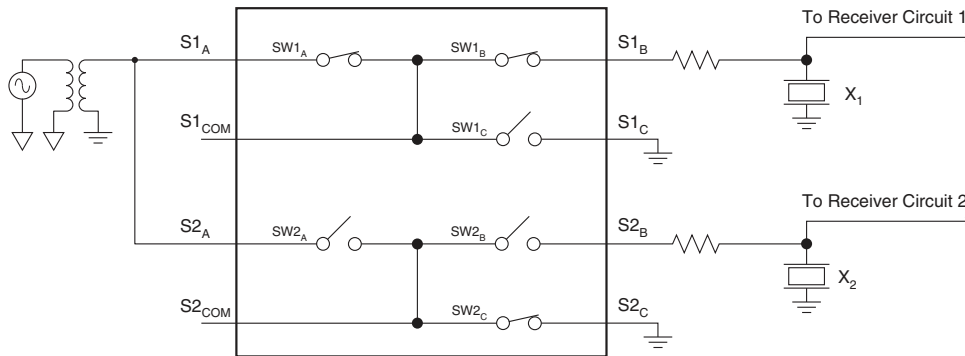 To Receiver Circuit 1
S1A SW1A SW1B S1B
X1
S1COM SW1C S1C
To Receiver Circuit 2
S2A SW2A SW2B S2B
X2
S2COM SW2C S2C